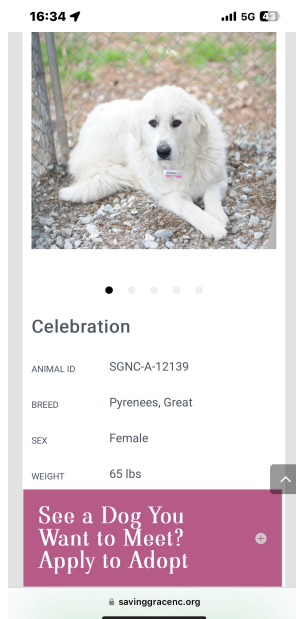 16:34
5G 43
Celebration
ANIMAL ID SGNC-A-12139
BREED Pyrenees, Great
SEX Female
WEIGHT 65 lbs
See a Dog You
Want to Meet?
Apply to Adopt
savinggracenc.org